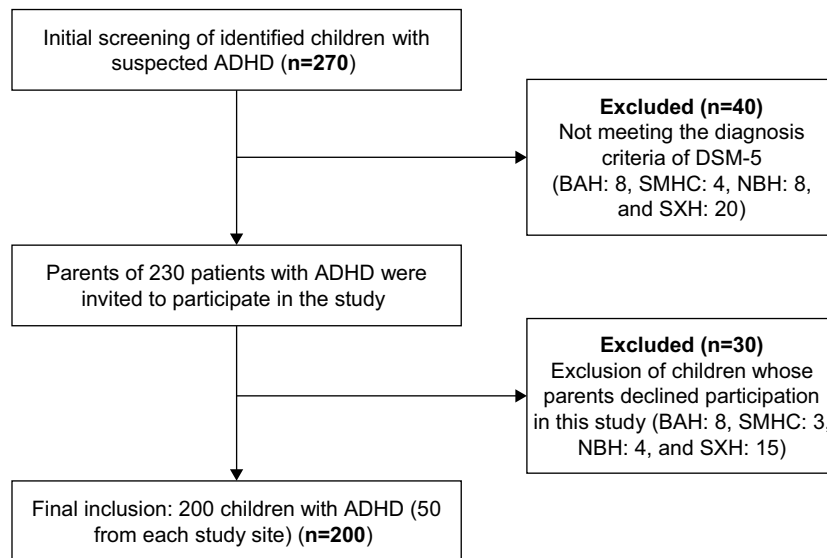 Initial screening of identified children with
suspected ADHD (n=270)
Excluded (n=40)
Not meeting the diagnosis
criteria of DSM-5
(BAH: 8, SMHC: 4, NBH: 8,
and SXH: 20)
Parents of 230 patients with ADHD were
invited to participate in the study
Excluded (n=30)
Exclusion of children whose
parents declined participation
in this study (BAH: 8, SMHC: 3,
NBH: 4, and SXH: 15)
Final inclusion: 200 children with ADHD (50
from each study site) (n=200)